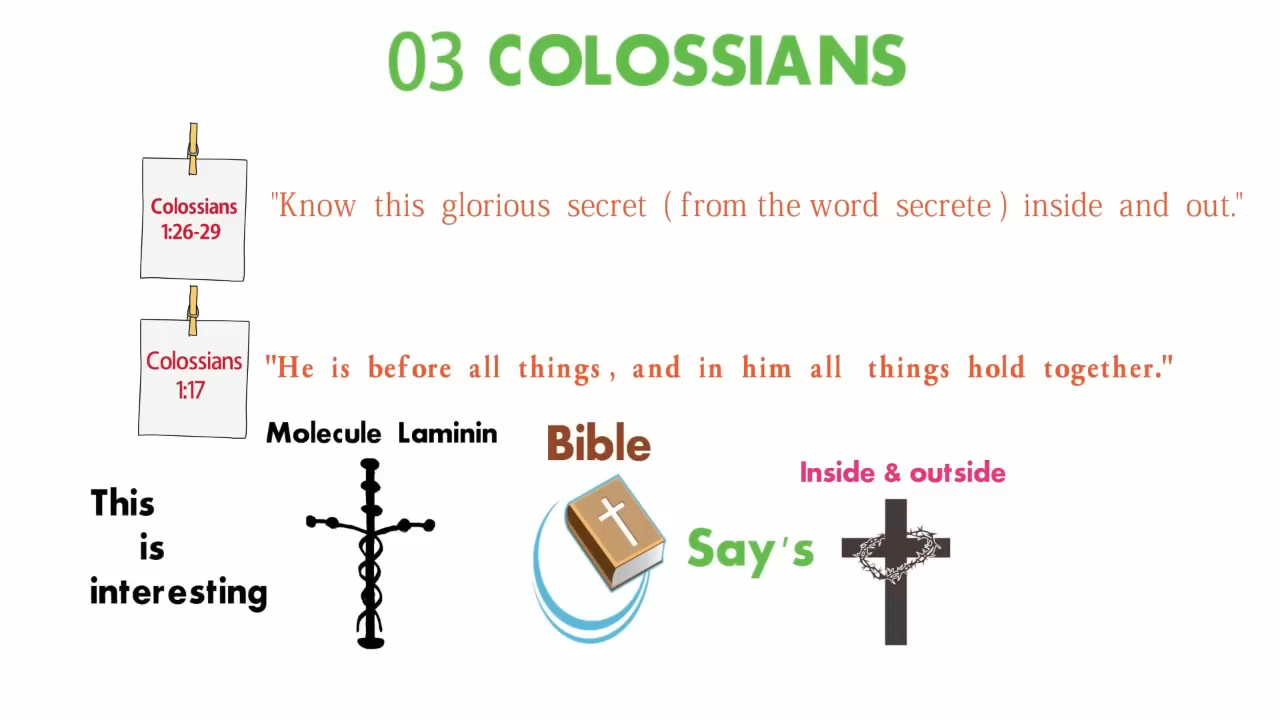 03 COLOSSIANS
Colossians
1:26-29
"Know this glorious secret ( from the word secrete ) inside and out."
Colossians
1:17
"He is before all things , and in him all things hold together."
Molecule Laminin
Bible
Inside & outside
This
is
interesting
Say's